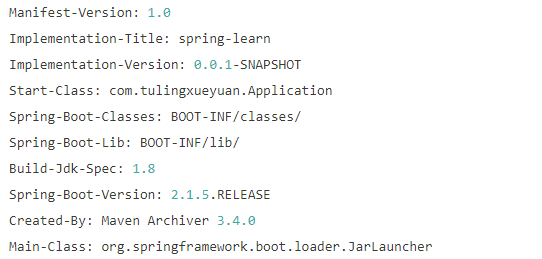 Manifest-Version: 1.0
Implementation-Title: spring-learn
Implementation-Version: 0.0.1-SNAPSHOT
Start-Class: com.tulingxueyuan.Application
Spring-Boot-Classes: BOOT-INF/classes/
Spring-Boot-Lib: BOOT-INF/lib/
Build-Jdk-Spec: 1.8
Spring-Boot-Version: 2.1.5.RELEASE
Created-By: Maven Archiver 3.4.0
Main-Class: org.springframework.boot.loader.JarLauncher